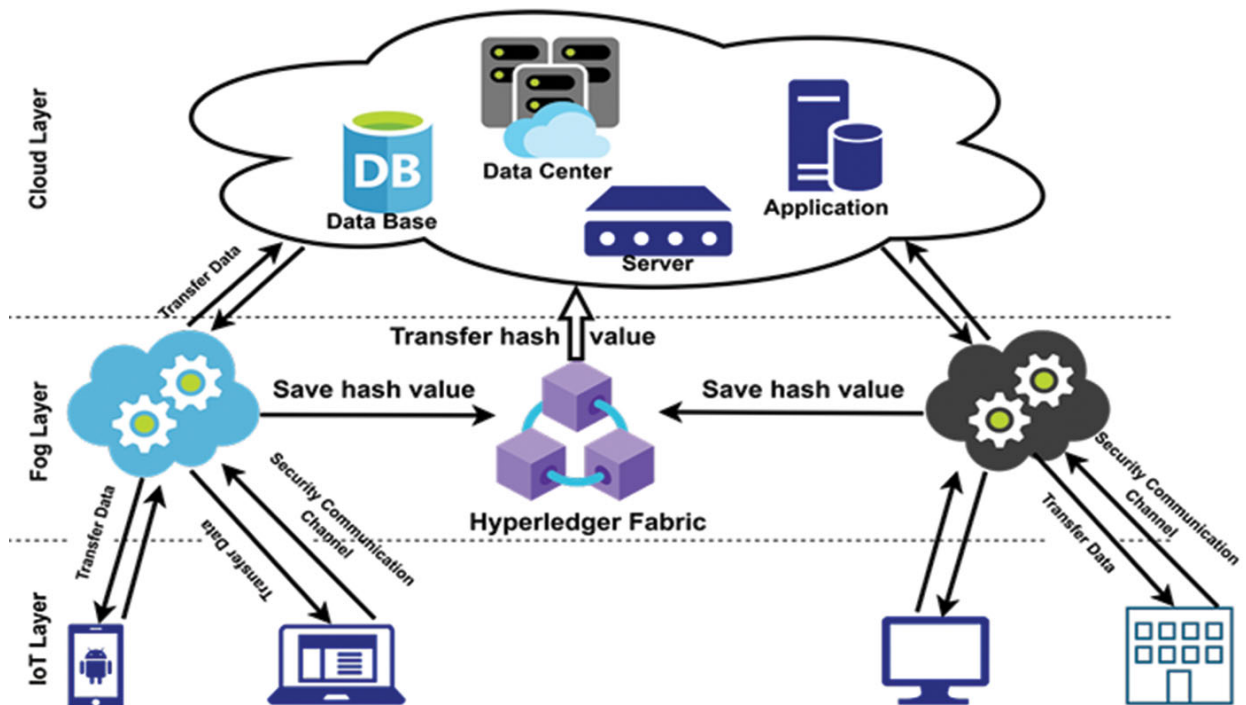 Cloud Layer
DB
Data Base
Data Center
Server
Application
Transfer Data
Transfer hash value
Fog Layer
Save hash value
Save hash value
Hyperledger Fabric
Transfer Data
Transfer Data
Security Communication
Channel
Transfer Data
Security Communication
Channel
IoT Layer